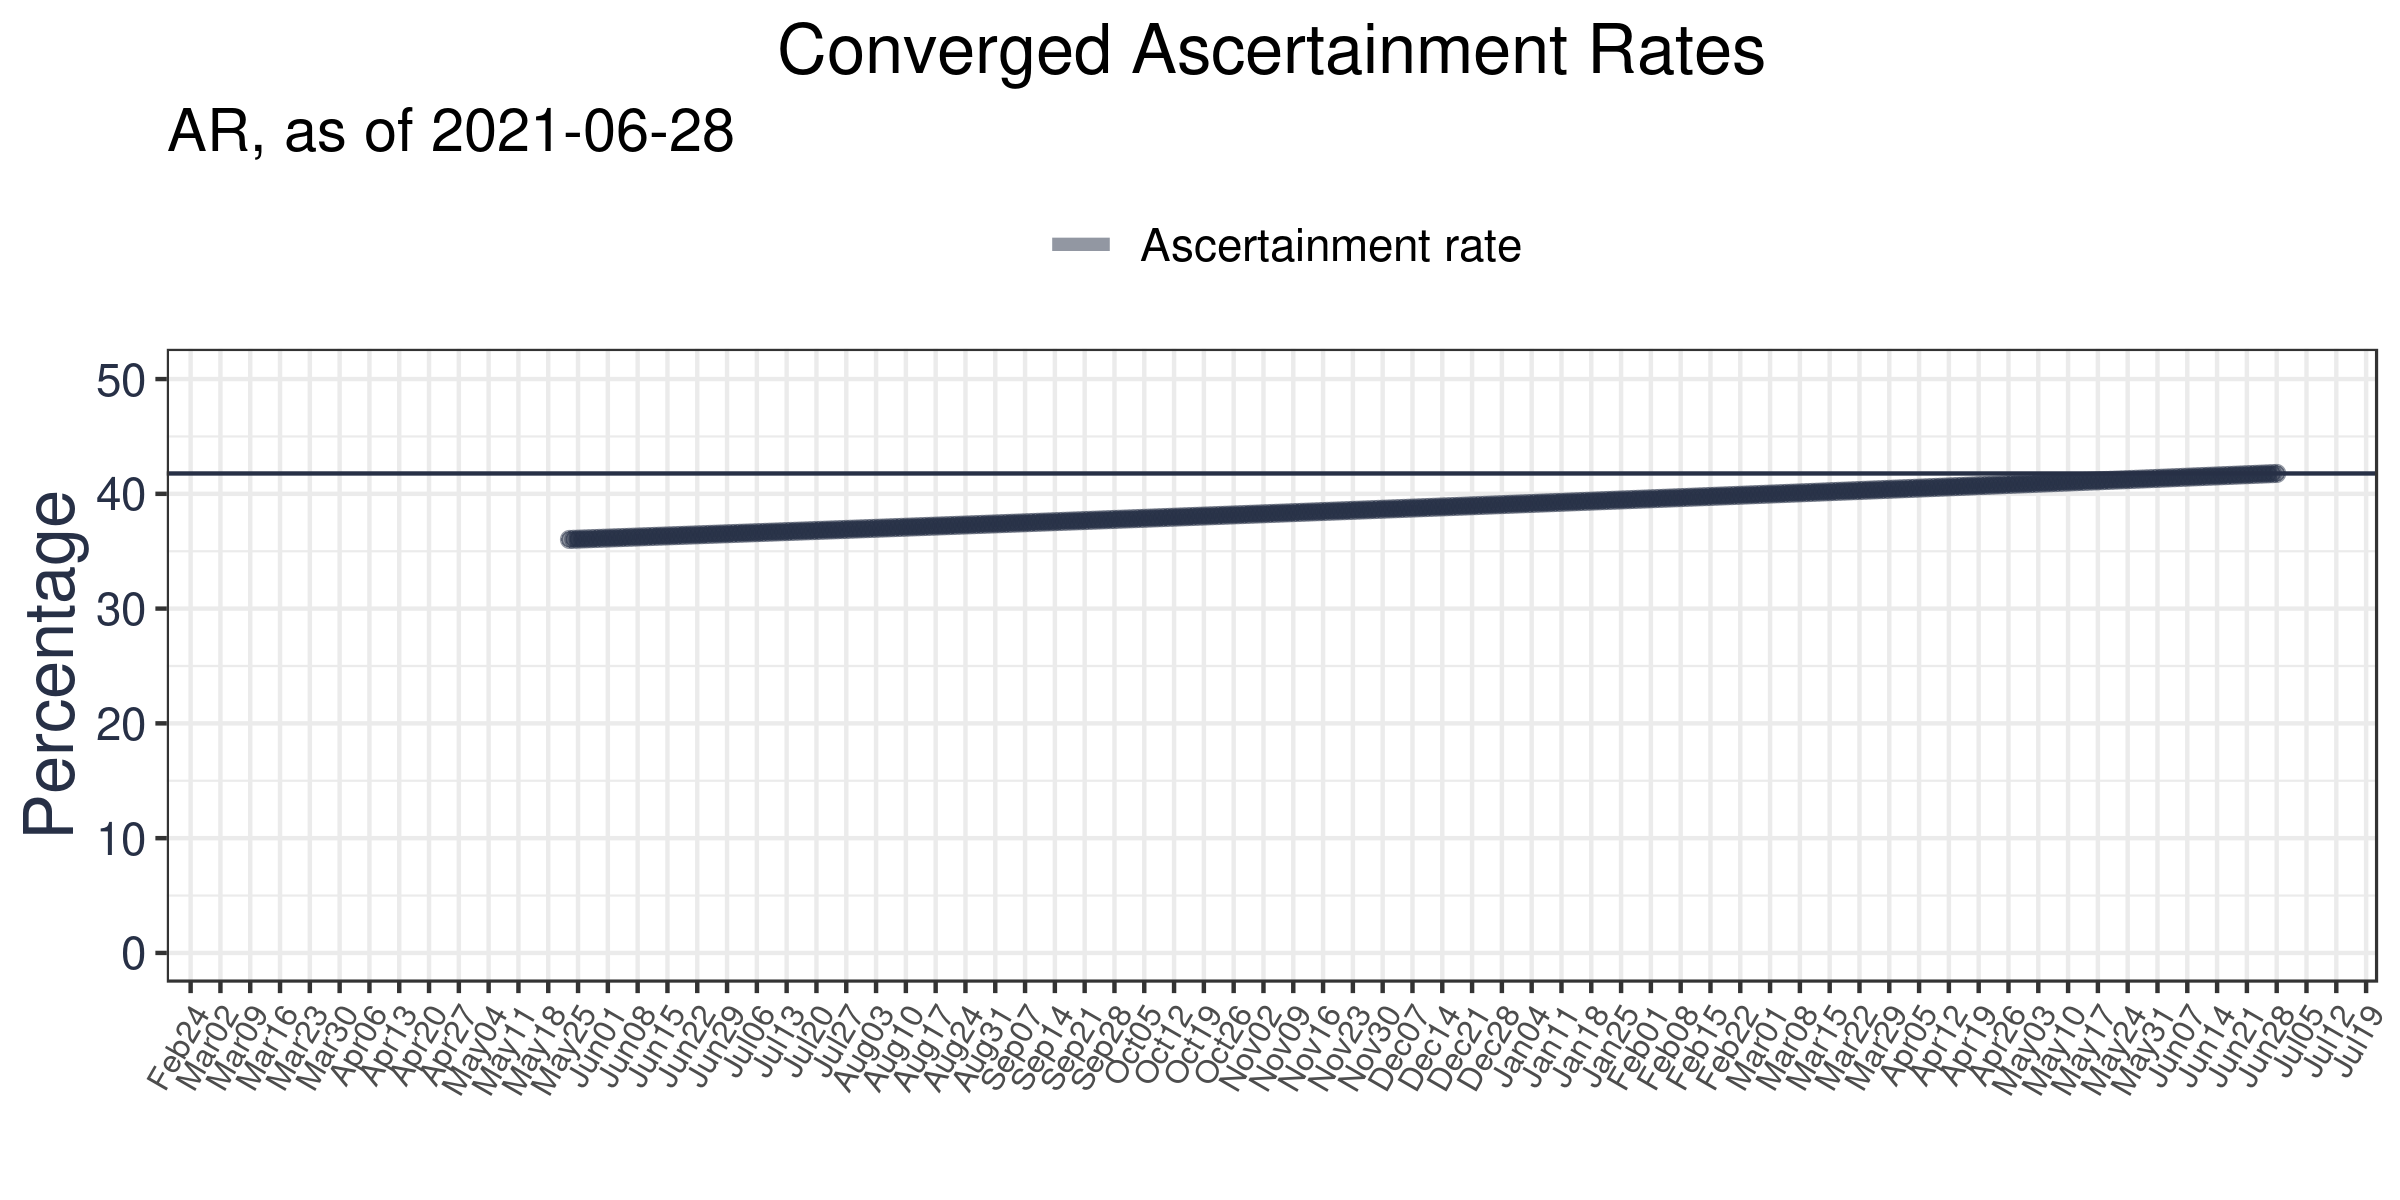 Converged Ascertainment Rates
AR, as of 2021-06-28
Ascertainment rate
Percentage
50
40
30
20
10
0
Feb24
Mar02
Mar09
Mar16
Mar23
Mar30
Apr06
Apr13
Apr20
Apr27
May04
May11
May18
May25
Jun01
Jun08
Jun15
Jun22
Jun29
Jul06
Jul13
Jul20
Jul27
Aug03
Aug10
Aug17
Aug24
Aug31
Sep07
Sep14
Sep21
Sep28
Oct05
Oct12
Oct19
Oct26
Nov02
Nov09
Nov16
Nov23
Nov30
Dec07
Dec14
Dec21
Dec28
Jan04
Jan11
Jan18
Jan25
Feb01
Feb08
Feb15
Feb22
Mar01
Mar08
Mar15
Mar22
Mar29
Apr05
Apr12
Apr19
Apr26
May03
May10
May17
May24
May31
Jun07
Jun14
Jun21
Jun28
Jul05
Jul12
Jul19